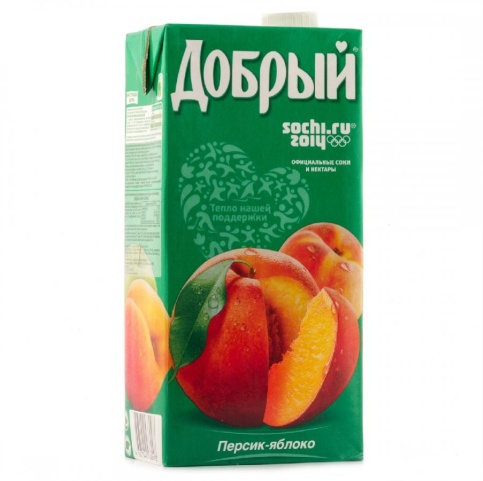 Добрый
sochi.ru
2014
ОФИЦИАЛЬНЫЕ СОКИ
И НЕКТАРЫ
Тепло нашей
поддержки
Персик-яблоко